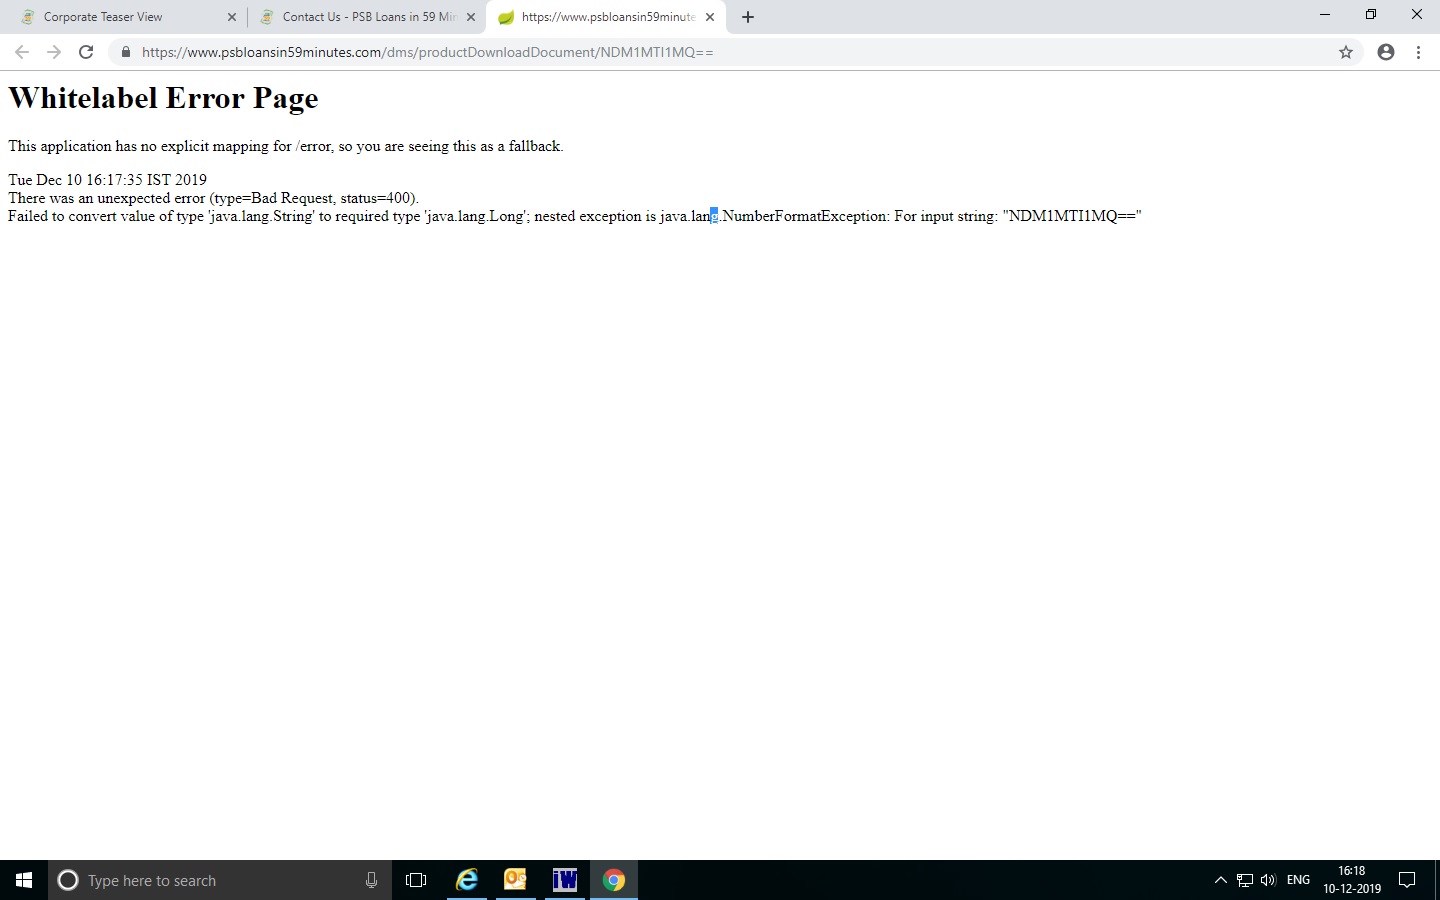 Corporate Teaser View
Contact Us - PSB Loans in 59 Min
https://www.psbloansin59minute
https://www.psbloansin59minutes.com/dms/productDownloadDocument/NDM1MTI1MQ==
Whitelabel Error Page
This application has no explicit mapping for /error, so you are seeing this as a fallback.
Tue Dec 10 16:17:35 IST 2019
There was an unexpected error (type=Bad Request, status=400).
Failed to convert value of type 'java.lang.String' to required type 'java.lang.Long'; nested exception is java.lang.NumberFormatException: For input string: "NDM1MTI1MQ=="
Type here to search
iW
ENG
16:18
10-12-2019